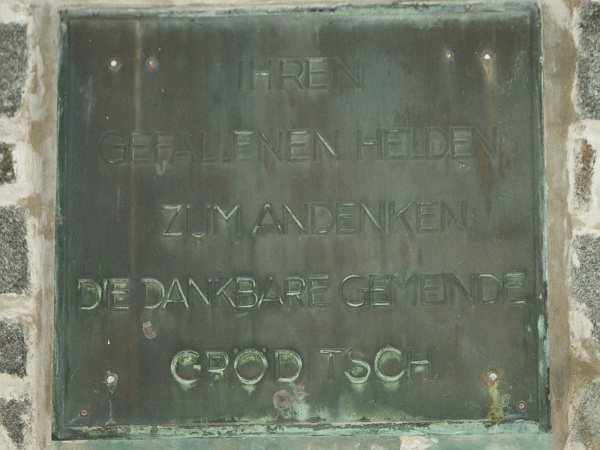 IHREN
GEFALLENEN HELDEN
ZUM ANDENKEN
DIE DANKBARE GEMEINDE
GRÖDITSCH.